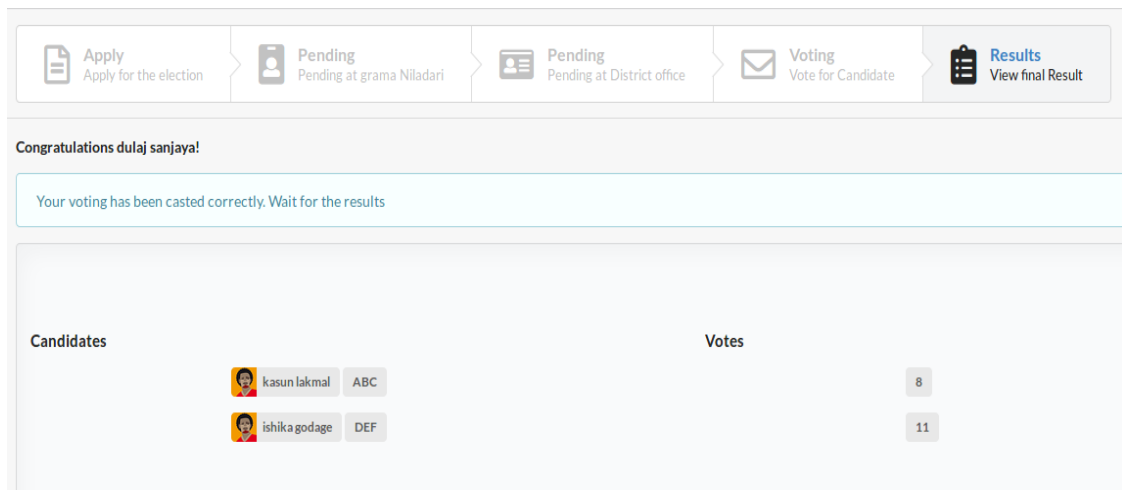 Apply
Apply for the election
Pending
Pending at grama Niladari
Pending
Pending at District office
Voting
Vote for Candidate
Results
View final Result
Congratulations dulaj sanjaya!
Your voting has been casted correctly. Wait for the results
Candidates Votes
kasun lakmal ABC 8
ishika godage DEF 11